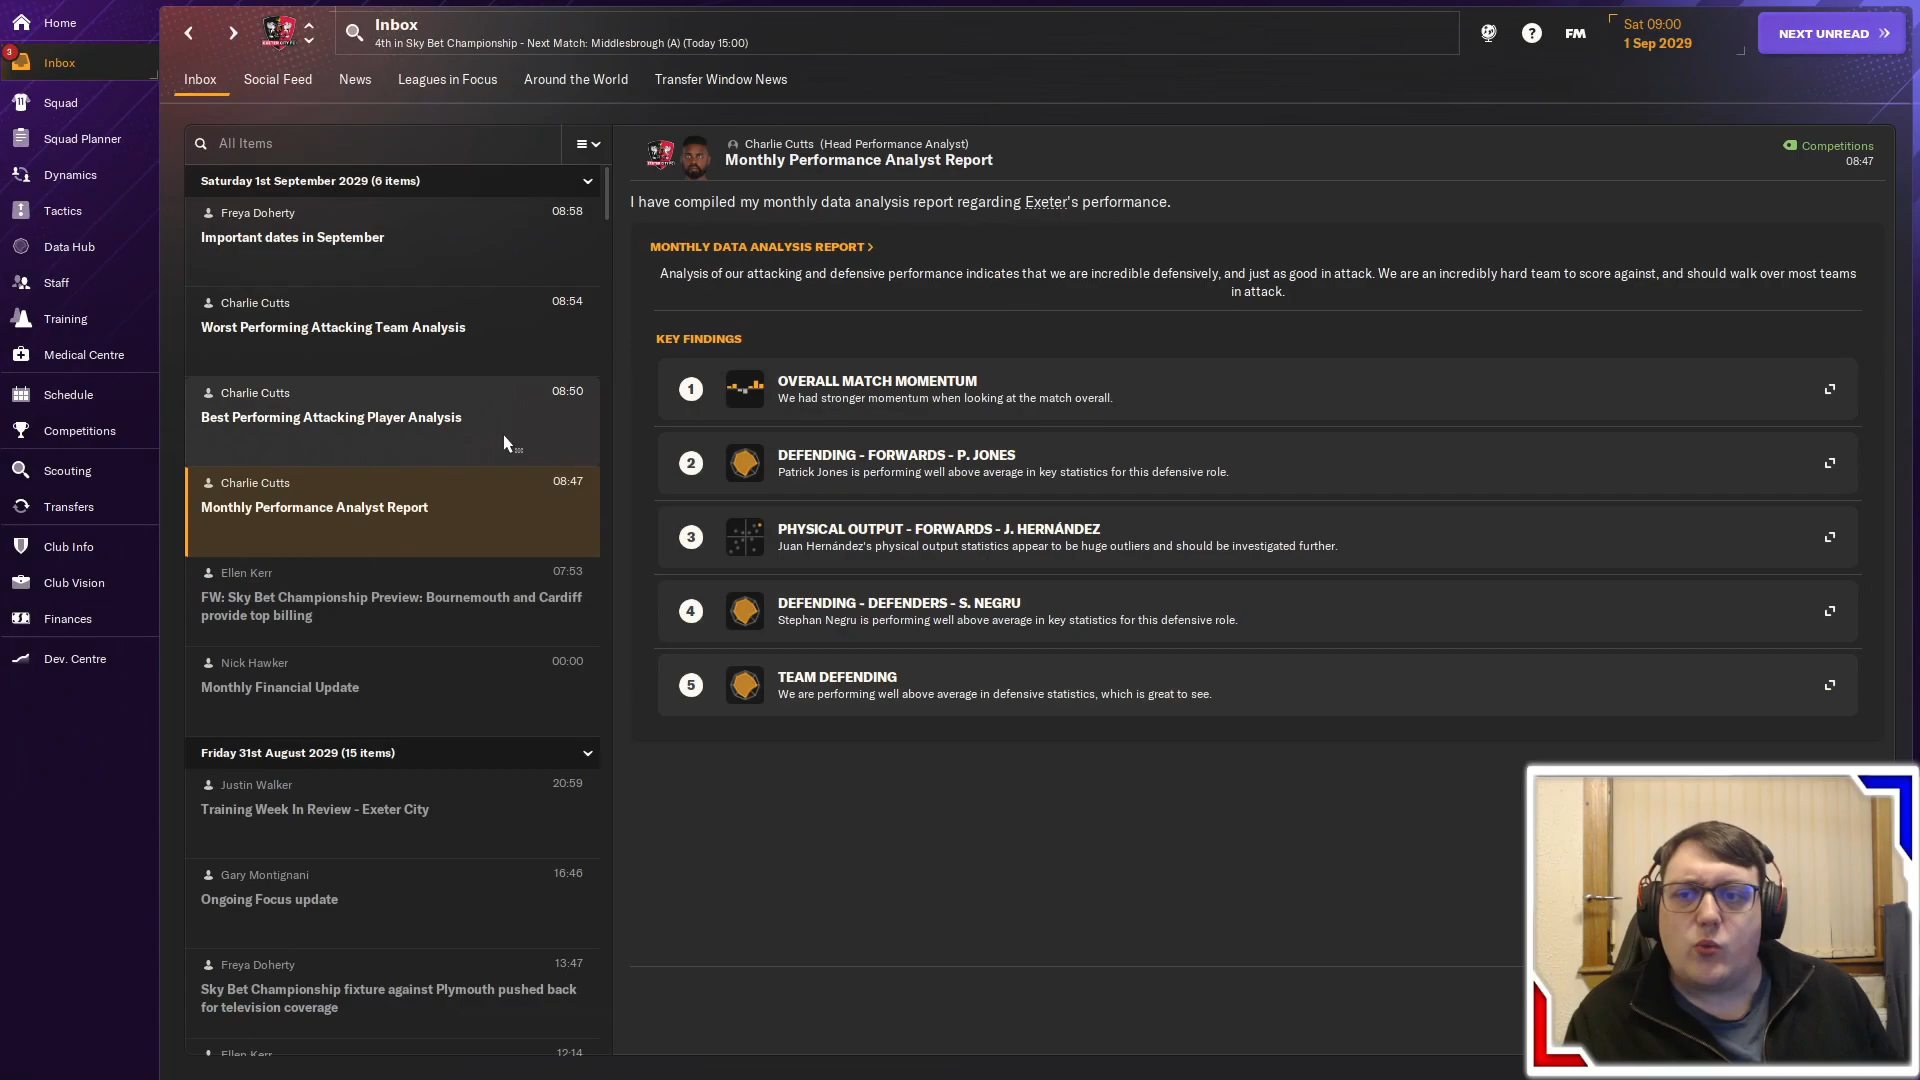 Home
Inbox
4th in Sky Bet Championship - Next Match: Middlesbrough (A) (Today 15:00)
FM
Sat 09:00
1 Sep 2029
NEXT UNREAD
3
Inbox
Inbox
Social Feed
News
Leagues in Focus
Around the World
Transfer Window News
Squad
Squad Planner
Dynamics
Tactics
Data Hub
Staff
Training
Medical Centre
Schedule
Competitions
Scouting
Transfers
Club Info
Club Vision
Finances
Dev. Centre
All Items
Saturday 1st September 2029 (6 items)
Freya Doherty
08:58
Important dates in September
Charlie Cutts
08:54
Worst Performing Attacking Team Analysis
Charlie Cutts
08:50
Best Performing Attacking Player Analysis
Charlie Cutts
08:47
Monthly Performance Analyst Report
Ellen Kerr
07:53
FW: Sky Bet Championship Preview: Bournemouth and Cardiff
provide top billing
Nick Hawker
00:00
Monthly Financial Update
Friday 31st August 2029 (15 items)
Justin Walker
20:59
Training Week In Review - Exeter City
Gary Montignani
16:46
Ongoing Focus update
Freya Doherty
13:47
Sky Bet Championship fixture against Plymouth pushed back
for television coverage
Ellen Kerr
12:14
Charlie Cutts (Head Performance Analyst)
Monthly Performance Analyst Report
Competitions
08:47
I have compiled my monthly data analysis report regarding Exeter's performance.
MONTHLY DATA ANALYSIS REPORT >
Analysis of our attacking and defensive performance indicates that we are incredible defensively, and just as good in attack. We are an incredibly hard team to score against, and should walk over most teams
in attack.
KEY FINDINGS
1
OVERALL MATCH MOMENTUM
We had stronger momentum when looking at the match overall.
2
DEFENDING - FORWARDS - P. JONES
Patrick Jones is performing well above average in key statistics for this defensive role.
3
PHYSICAL OUTPUT - FORWARDS - J. HERNÁNDEZ
Juan Hernández's physical output statistics appear to be huge outliers and should be investigated further.
4
DEFENDING - DEFENDERS - S. NEGRU
Stephan Negru is performing well above average in key statistics for this defensive role.
5
TEAM DEFENDING
We are performing well above average in defensive statistics, which is great to see.